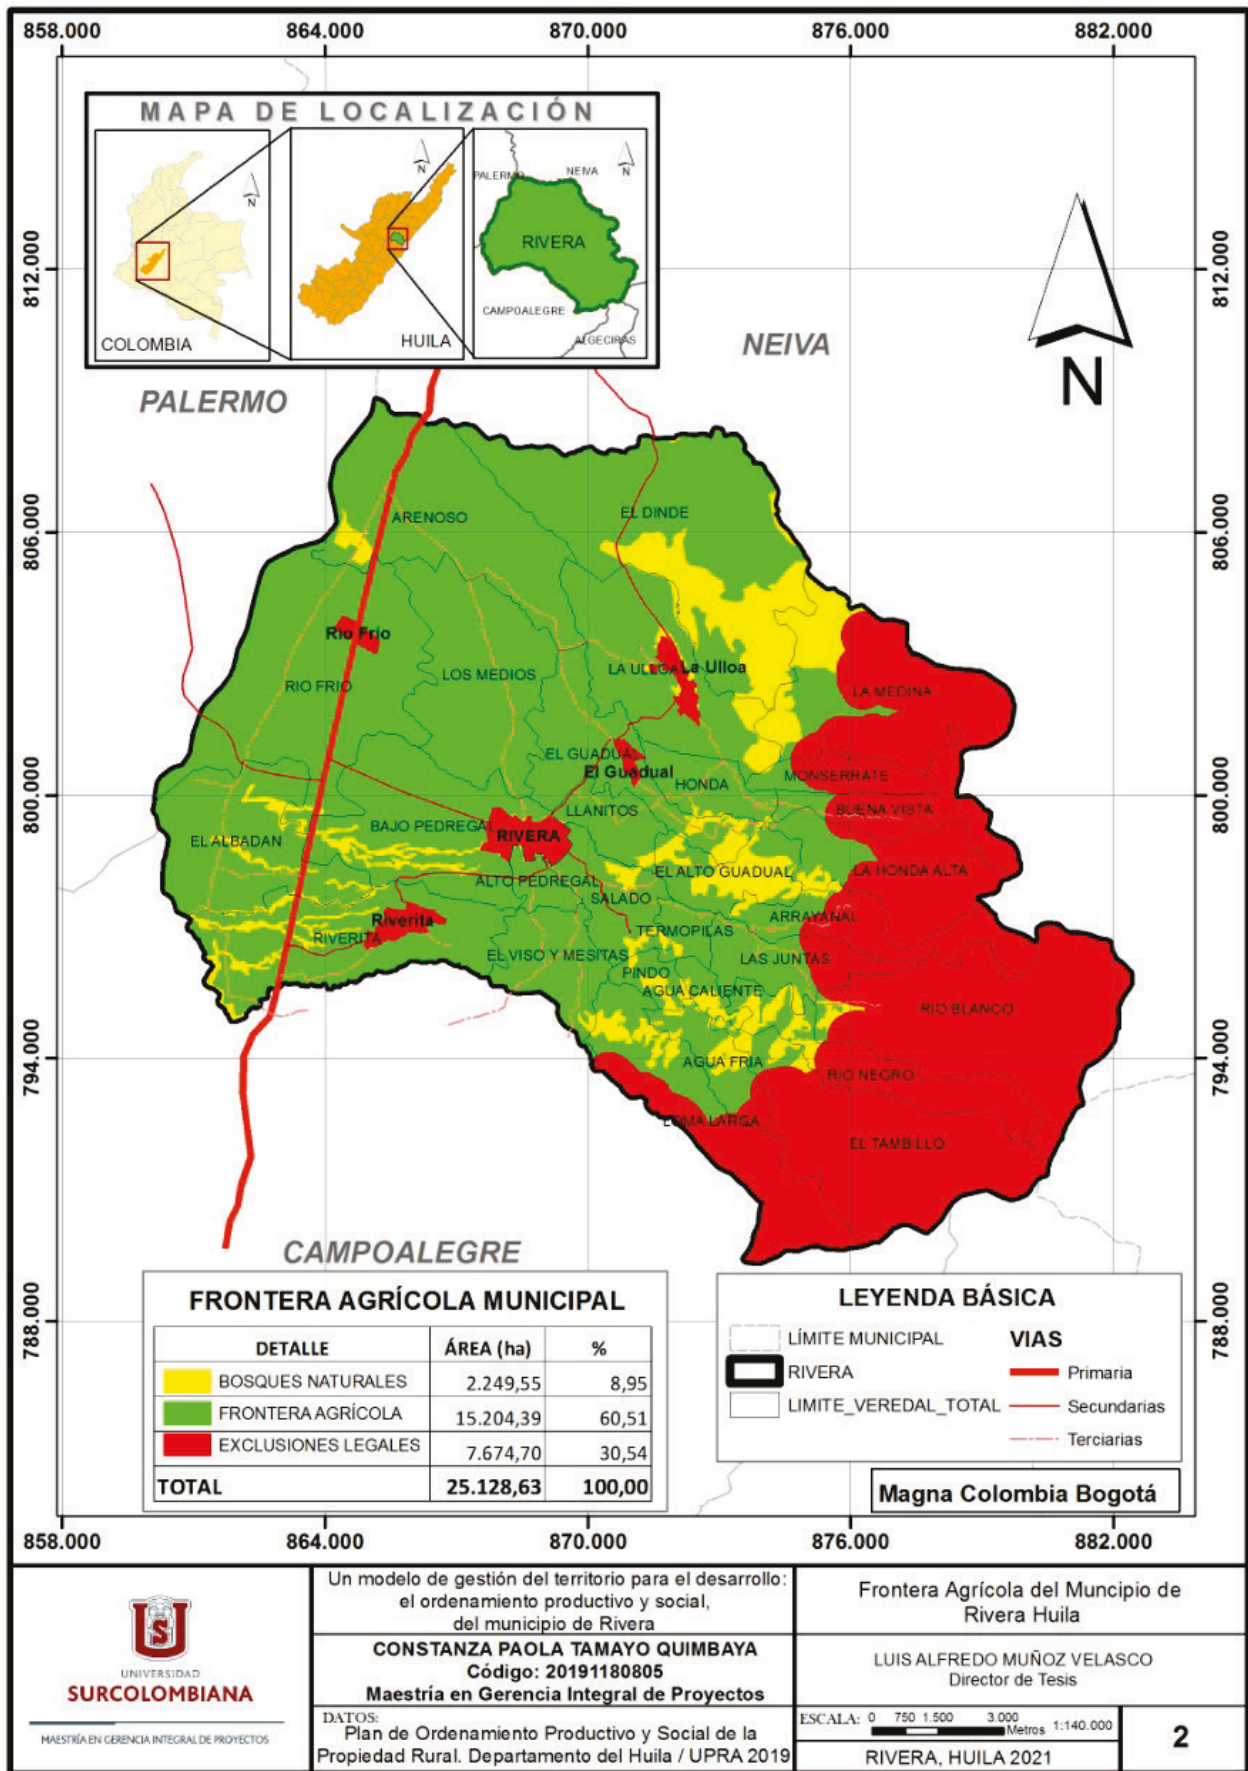 858.000 864.000 870.000 876.000 882.000
MAPA DE LOCALIZACIÓN
COLOMBIA
N
HUILA
N
PALERMO
NEIVA
N
RIVERA
CAMPOALEGRE
ALGECIRAS
812.000
812.000
NEIVA
N
PALERMO
806.000
806.000
ARENOSO
EL DINDE
Rio Frio
RIO FRIO
LOS MEDIOS
LA ULLOA
La Ulloa
LA MEDINA
EL GUADUAL
El Guadual
HONDA
MONSERRATE
800.000
800.000
LLANITOS
BUENA VISTA
BAJO PEDREGAL
RIVERA
EL ALBADAN
EL ALTO GUADUAL
LA HONDA ALTA
ALTO PEDREGAL
SALADO
Riverita
ARRAYANAL
RIVERITA
TERMOPILAS
EL VISO Y MESITAS
LAS JUNTAS
PINDO
AGUA CALIENTE
RIO BLANCO
794.000
794.000
AGUA FRIA
RIO NEGRO
LOMA LARGA
EL TAMBILLO
CAMPOALEGRE
788.000
788.000
FRONTERA AGRÍCOLA MUNICIPAL
DETALLE ÁREA (ha) %
BOSQUES NATURALES 2.249,55 8,95
FRONTERA AGRÍCOLA 15.204,39 60,51
EXCLUSIONES LEGALES 7.674,70 30,54
TOTAL 25.128,63 100,00
LEYENDA BÁSICA
LÍMITE MUNICIPAL
RIVERA
LIMITE_VEREDAL_TOTAL
VIAS
Primaria
Secundarias
Terciarias
Magna Colombia Bogotá
858.000 864.000 870.000 876.000 882.000
UNIVERSIDAD
SURCOLOMBIANA
MAESTRÍA EN GERENCIA INTEGRAL DE PROYECTOS
Un modelo de gestión del territorio para el desarrollo:
el ordenamiento productivo y social,
del municipio de Rivera
CONSTANZA PAOLA TAMAYO QUIMBAYA
Código: 20191180805
Maestría en Gerencia Integral de Proyectos
DATOS:
Plan de Ordenamiento Productivo y Social de la
Propiedad Rural. Departamento del Huila / UPRA 2019
Frontera Agrícola del Muncipio de
Rivera Huila
LUIS ALFREDO MUÑOZ VELASCO
Director de Tesis
ESCALA: 0 750 1.500 3.000 Metros 1:140.000
RIVERA, HUILA 2021
2